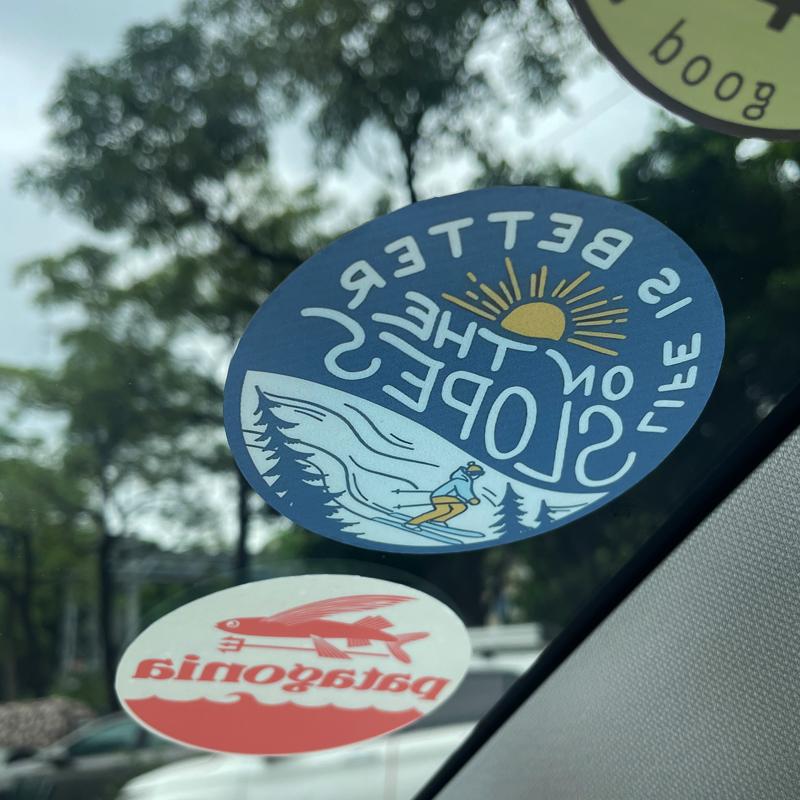 good
LIFE IS BETTER
ON THE
SLOPES
patagonia